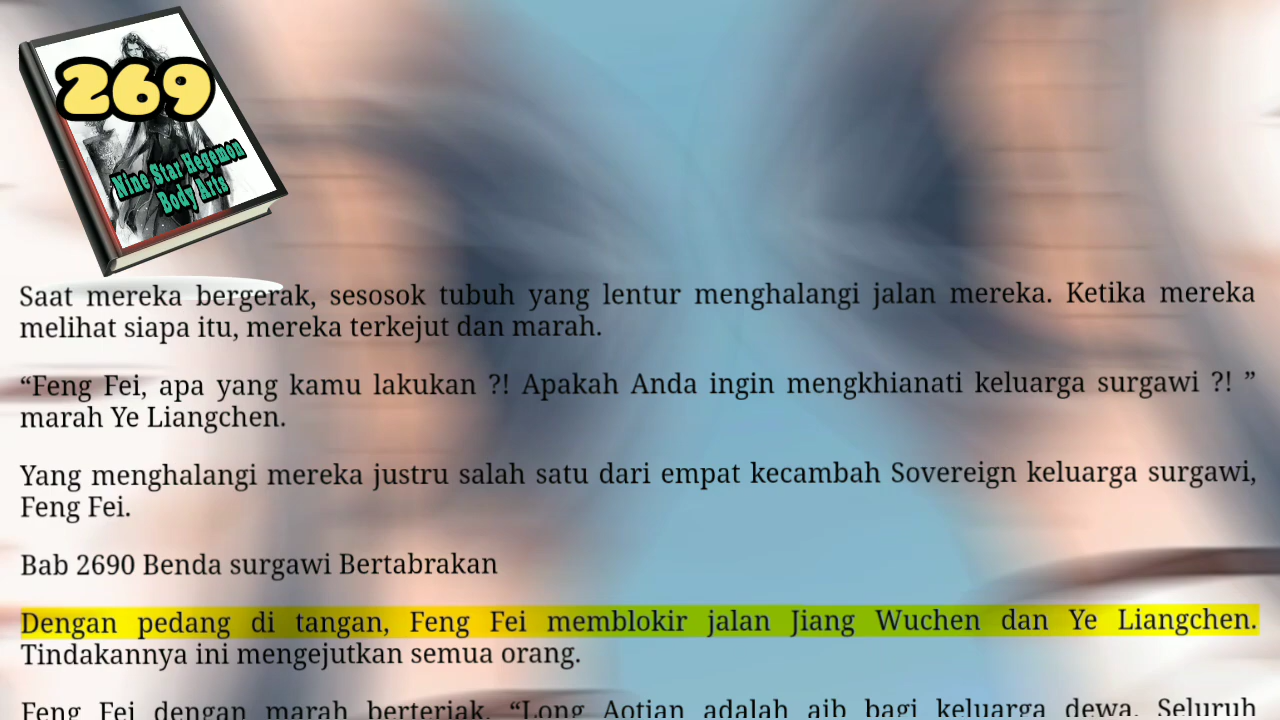 269
Nine Star Hegemon
Body Arts
Saat mereka bergerak, sesosok tubuh yang lentur menghalangi jalan mereka. Ketika mereka
melihat siapa itu, mereka terkejut dan marah.
“Feng Fei, apa yang kamu lakukan ?! Apakah Anda ingin mengkhianati keluarga surgawi ?! ”
marah Ye Liangchen.
Yang menghalangi mereka justru salah satu dari empat kecambah Sovereign keluarga surgawi,
Feng Fei.
Bab 2690 Benda surgawi Bertabrakan
Dengan pedang di tangan, Feng Fei memblokir jalan Jiang Wuchen dan Ye Liangchen.
Tindakannya ini mengejutkan semua orang.
Feng Fei dengan marah berteriak, “Long Aotian adalah aib bagi keluarga dewa. Seluruh